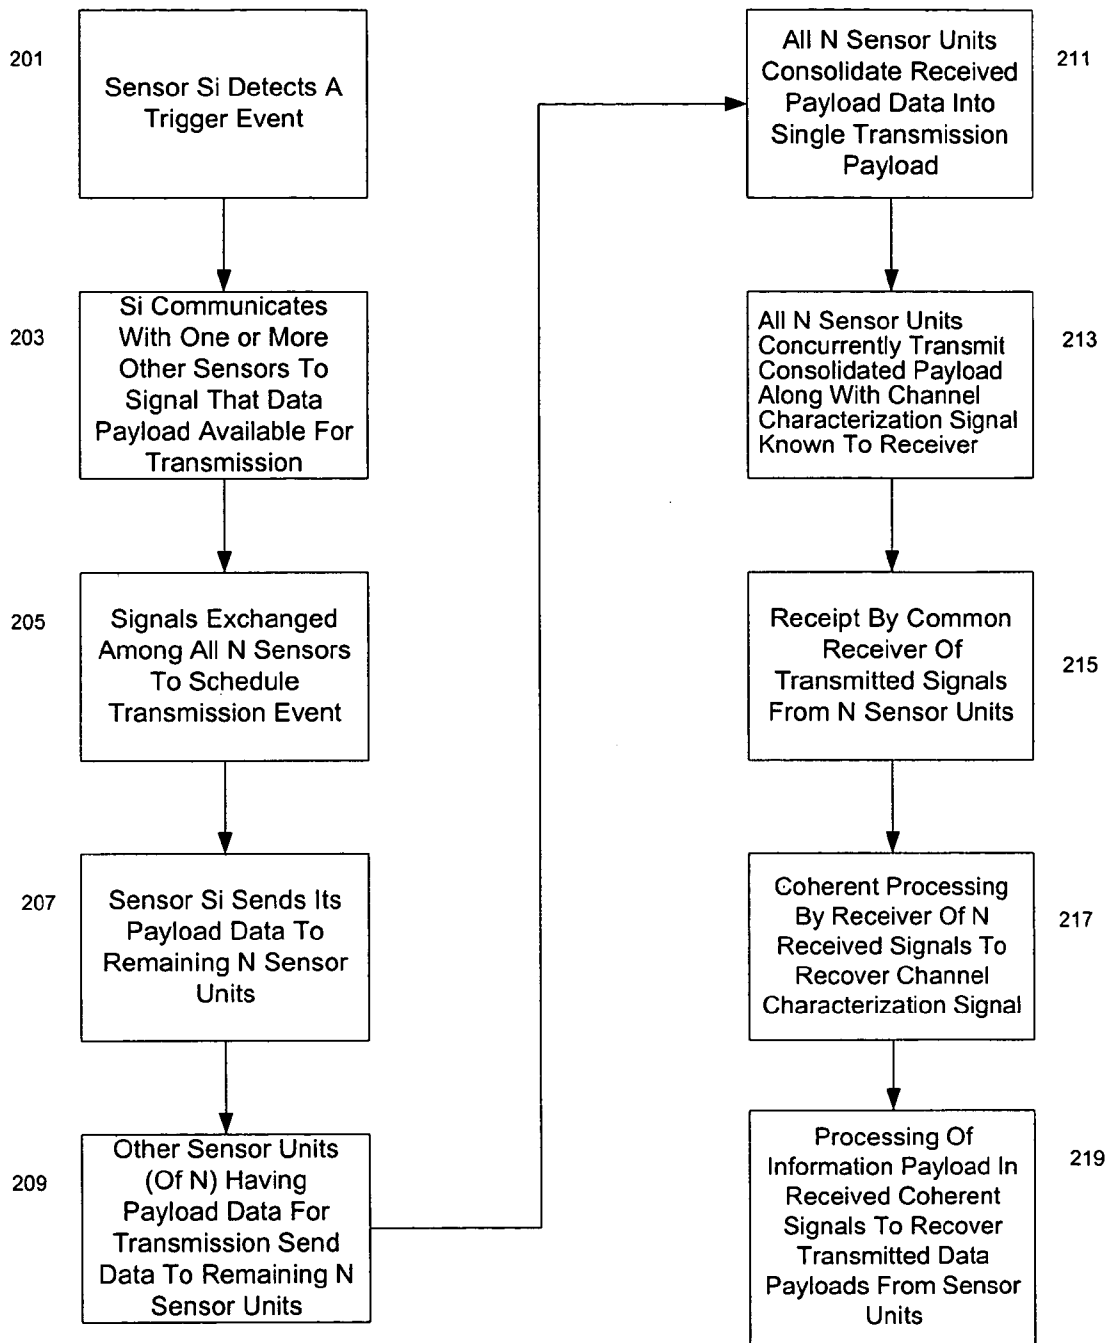 201
Sensor Si Detects A
Trigger Event
203
Si Communicates
With One or More
Other Sensors To
Signal That Data
Payload Available For
Transmission
205
Signals Exchanged
Among All N Sensors
To Schedule
Transmission Event
207
Sensor Si Sends Its
Payload Data To
Remaining N Sensor
Units
209
Other Sensor Units
(Of N) Having
Payload Data For
Transmission Send
Data To Remaining N
Sensor Units
All N Sensor Units
Consolidate Received
Payload Data Into
Single Transmission
Payload
211
All N Sensor Units
Concurrently Transmit
Consolidated Payload
Along With Channel
Characterization Signal
Known To Receiver
213
Receipt By Common
Receiver Of
Transmitted Signals
From N Sensor Units
215
Coherent Processing
By Receiver Of N
Received Signals To
Recover Channel
Characterization Signal
217
Processing Of
Information Payload In
Received Coherent
Signals To Recover
Transmitted Data
Payloads From Sensor
Units
219